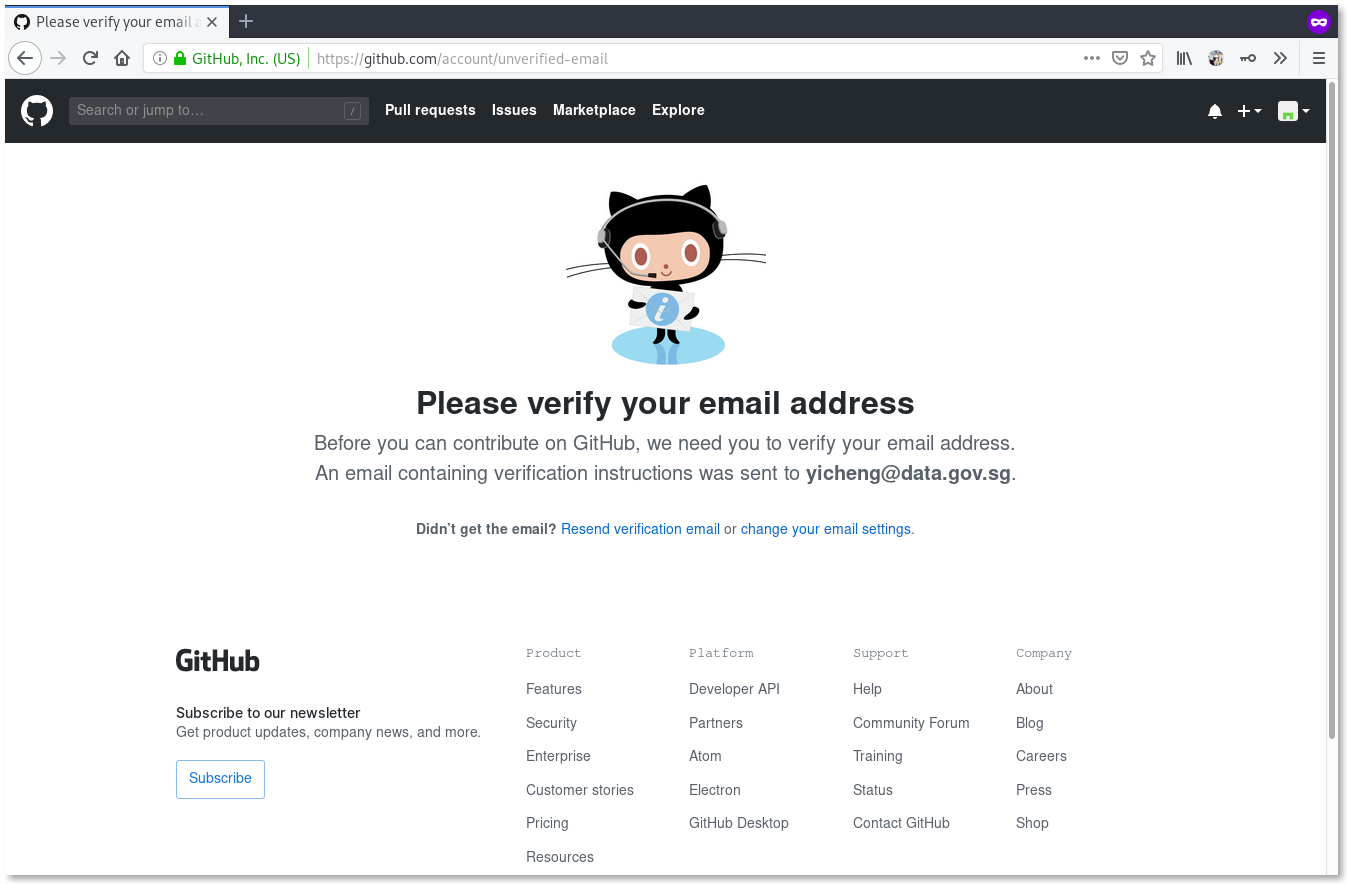 Please verify your email a
GitHub, Inc. (US)
https://github.com/account/unverified-email
Search or jump to…
/
Pull requests
Issues
Marketplace
Explore
Please verify your email address
Before you can contribute on GitHub, we need you to verify your email address.
An email containing verification instructions was sent to yicheng@data.gov.sg.
Didn't get the email? Resend verification email or change your email settings.
GitHub
Subscribe to our newsletter
Get product updates, company news, and more.
Subscribe
Product
Features
Security
Enterprise
Customer stories
Pricing
Resources
Platform
Developer API
Partners
Atom
Electron
GitHub Desktop
Support
Help
Community Forum
Training
Status
Contact GitHub
Company
About
Blog
Careers
Press
Shop